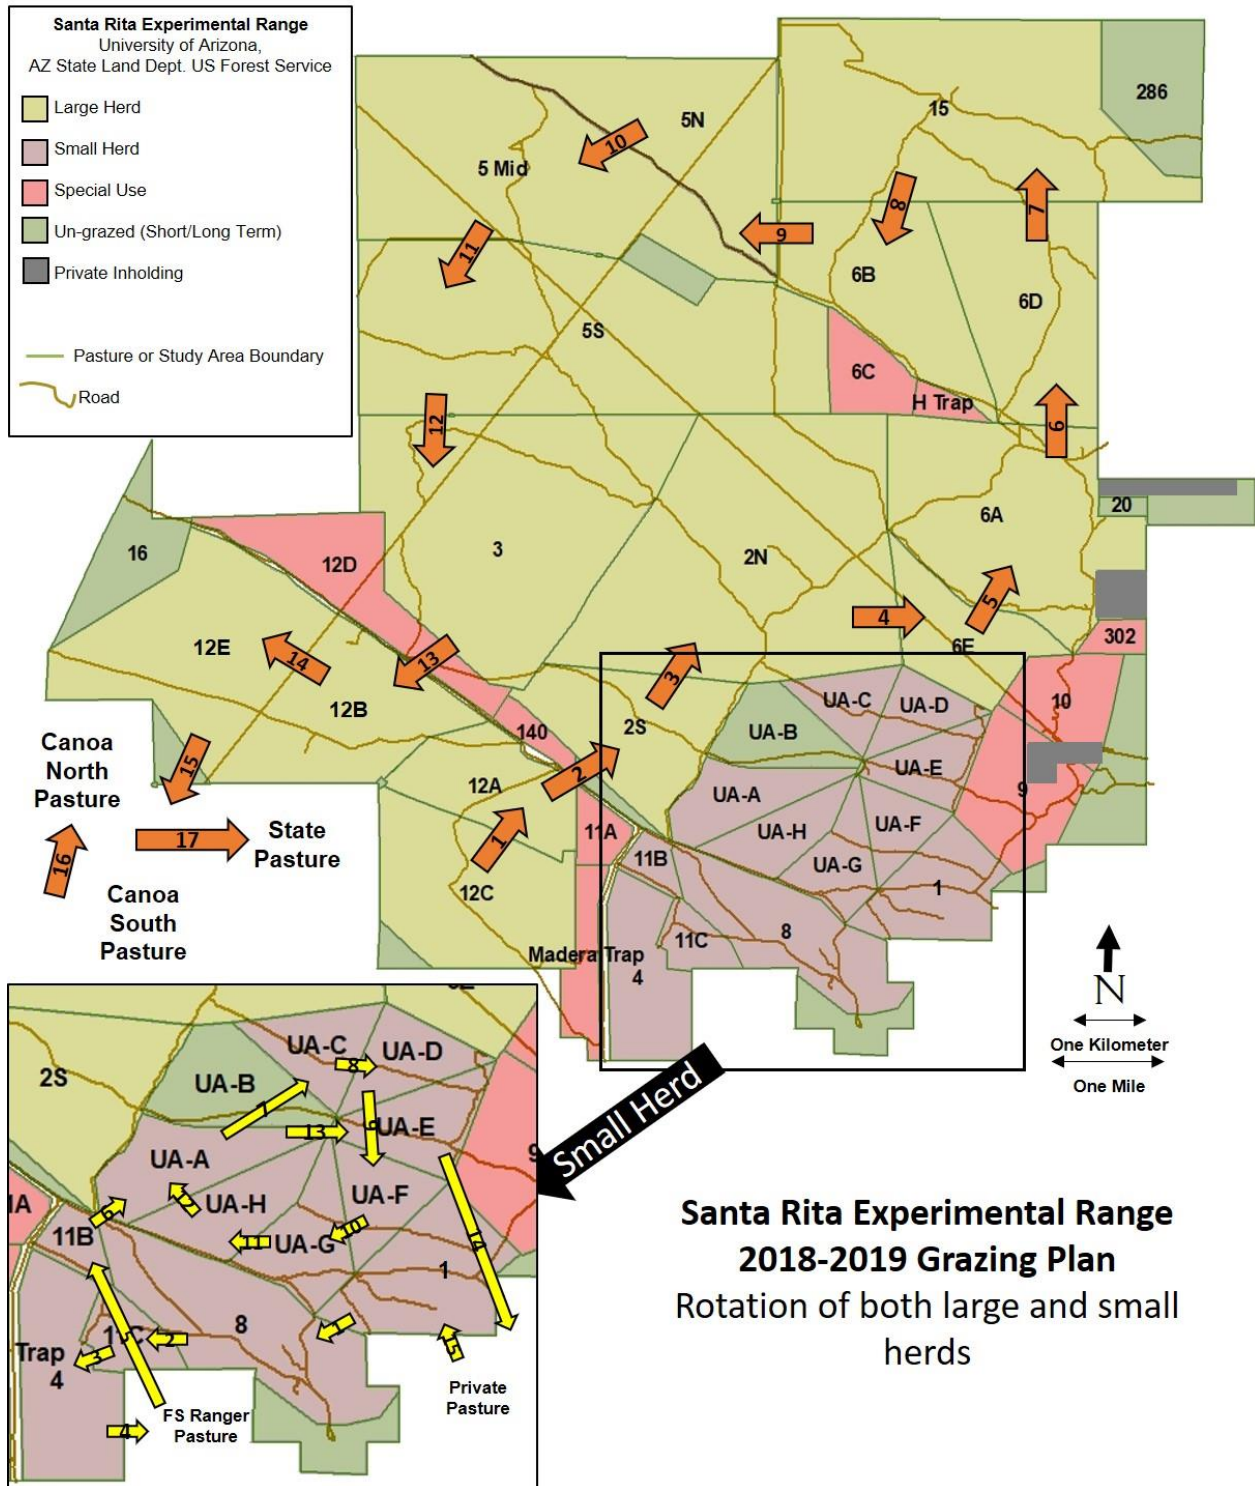 Santa Rita Experimental Range
University of Arizona,
AZ State Land Dept. US Forest Service
Large Herd
Small Herd
Special Use
Un-grazed (Short/Long Term)
Private Inholding
Pasture or Study Area Boundary
Road
15
286
5N
10
5 Mid
8
7
9
11
6B
6D
5S
6C
H Trap
12
6
20
6A
16
12D
3
2N
5
4
302
12E
14
13
6E
3
10
12B
2S
UA-C
UA-D
140
UA-B
Canoa
North
Pasture
15
2
UA-E
9
12A
UA-A
1
11A
UA-H
UA-F
17
State
Pasture
16
11B
UA-G
12C
1
Canoa
South
Pasture
8
11C
Madera Trap
4
N
One Kilometer
One Mile
Small Herd
UA-C
UA-D
8
2S
UA-B
7
9
13
UA-E
9
UA-A
UA-H
UA-F
6
10
1A
11B
11
UA-G
14
1
8
1
11C
2
15
Trap
3
4
Private
Pasture
FS Ranger
Pasture
4
Santa Rita Experimental Range
2018-2019 Grazing Plan
Rotation of both large and small
herds